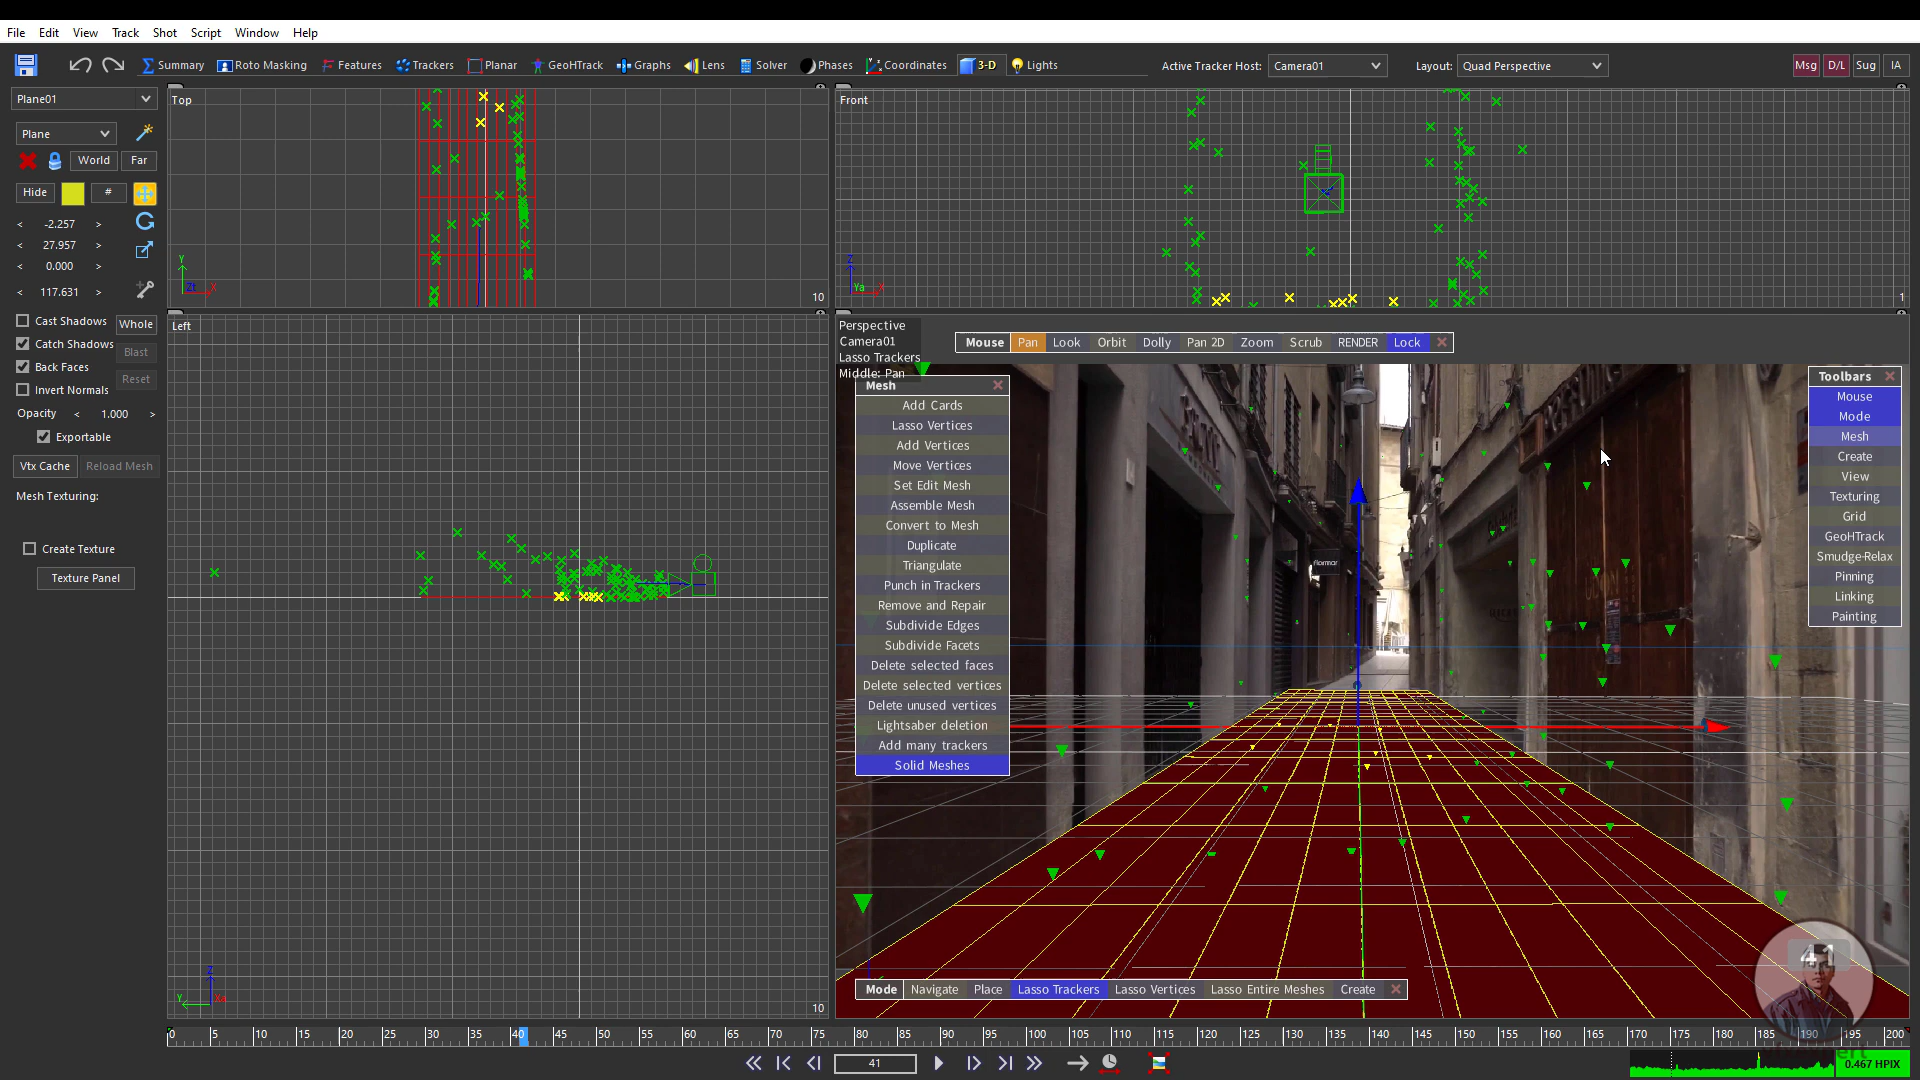 File Edit View Track Shot Script Window Help
Summary Roto Masking Features Trackers Planar GeoHTrack Graphs Lens Solver Phases Coordinates 3-D Lights Active Tracker Host: Camera01 Layout: Quad Perspective Msg D/L Sug IA
Plane01
Plane
World Far
Hide #
< -2.257 >
< 27.957 >
< 0.000 >
< 117.631 >
Cast Shadows Whole
Catch Shadows Blast
Back Faces
Invert Normals Reset
Opacity < 1.000 >
Exportable
Vtx Cache Reload Mesh
Mesh Texturing:
Create Texture
Texture Panel
Top
Y
X
10
Front
Z
Ya
1
Left
Z
Y
Xa
10
Perspective
Camera01
Lasso Trackers
Middle: Pan
Mouse Pan Look Orbit Dolly Pan 2D Zoom Scrub RENDER Lock
Mesh
Add Cards
Lasso Vertices
Add Vertices
Move Vertices
Set Edit Mesh
Assemble Mesh
Convert to Mesh
Duplicate
Triangulate
Punch in Trackers
Remove and Repair
Subdivide Edges
Subdivide Facets
Delete selected faces
Delete selected vertices
Delete unused vertices
Lightsaber deletion
Add many trackers
Solid Meshes
flormar
Toolbars
Mouse
Mode
Mesh
Create
View
Texturing
Grid
GeoHTrack
Smudge-Relax
Pinning
Linking
Painting
41
Mode Navigate Place Lasso Trackers Lasso Vertices Lasso Entire Meshes Create
0 5 10 15 20 25 30 35 40 45 50 55 60 65 70 75 80 85 90 95 100 105 110 115 120 125 130 135 140 145 150 155 160 165 170 175 180 185 190 195 200
41
0.467 HPIX